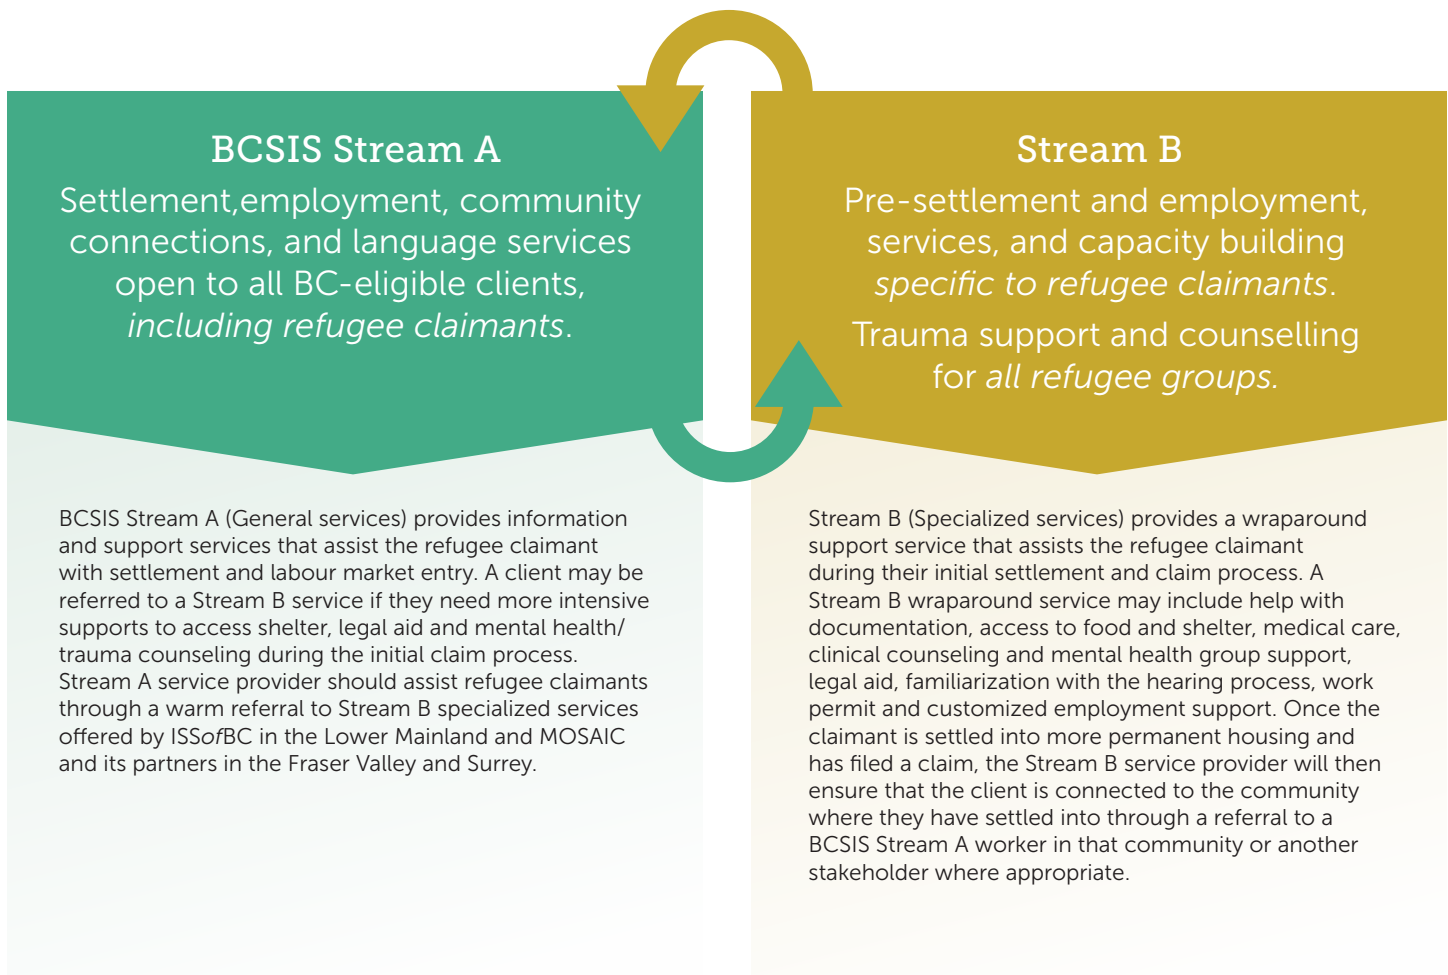 BCSIS Stream A
Settlement,employment, community
connections, and language services
open to all BC-eligible clients,
including refugee claimants.
BCSIS Stream A (General services) provides information
and support services that assist the refugee claimant
with settlement and labour market entry. A client may be
referred to a Stream B service if they need more intensive
supports to access shelter, legal aid and mental health/
trauma counseling during the initial claim process.
Stream A service provider should assist refugee claimants
through a warm referral to Stream B specialized services
offered by ISSofBC in the Lower Mainland and MOSAIC
and its partners in the Fraser Valley and Surrey.
Stream B
Pre-settlement and employment,
services, and capacity building
specific to refugee claimants.
Trauma support and counselling
for all refugee groups.
Stream B (Specialized services) provides a wraparound
support service that assists the refugee claimant
during their initial settlement and claim process. A
Stream B wraparound service may include help with
documentation, access to food and shelter, medical care,
clinical counseling and mental health group support,
legal aid, familiarization with the hearing process, work
permit and customized employment support. Once the
claimant is settled into more permanent housing and
has filed a claim, the Stream B service provider will then
ensure that the client is connected to the community
where they have settled into through a referral to a
BCSIS Stream A worker in that community or another
stakeholder where appropriate.